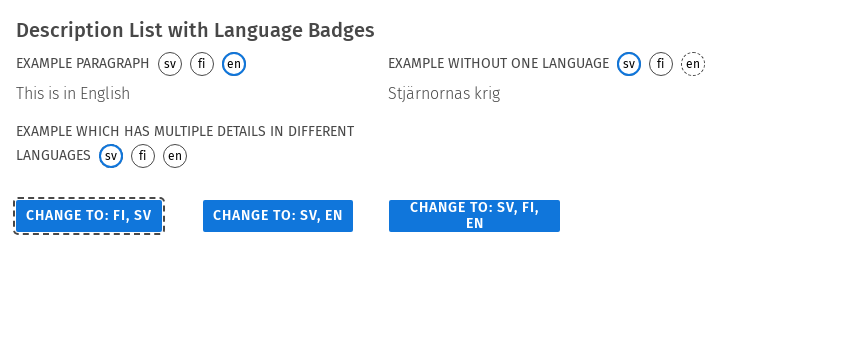 Description List with Language Badges
EXAMPLE PARAGRAPH sv fi en
This is in English
EXAMPLE WITHOUT ONE LANGUAGE sv fi en
Stjärnornas krig
EXAMPLE WHICH HAS MULTIPLE DETAILS IN DIFFERENT
LANGUAGES sv fi en
CHANGE TO: FI, SV
CHANGE TO: SV, EN
CHANGE TO: SV, FI,
EN